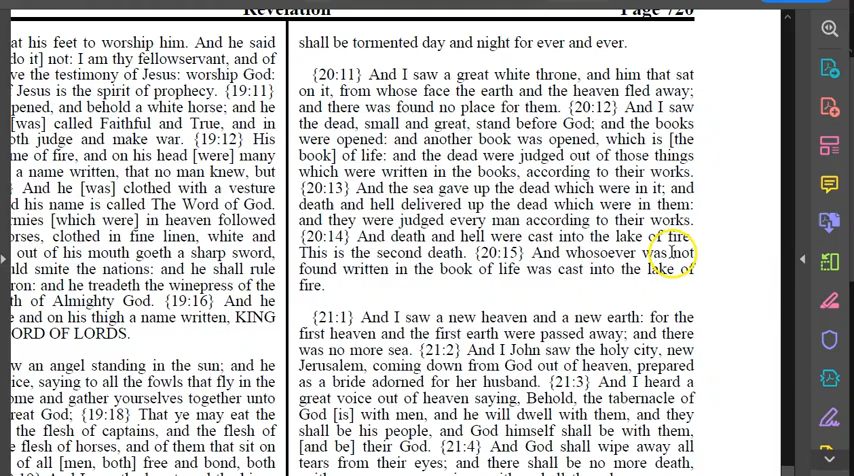 Revelation
Page 720
at his feet to worship him. And he said
do it] not: I am thy fellowservant, and of
ve the testimony of Jesus: worship God:
Jesus is the spirit of prophecy. {19:11}
pened, and behold a white horse; and he
[was] called Faithful and True, and in
oth judge and make war. {19:12} His
me of fire, and on his head [were] many
a name written, that no man knew, but
And he [was] clothed with a vesture
d his name is called The Word of God.
rmies [which were] in heaven followed
orses, clothed in fine linen, white and
out of his mouth goeth a sharp sword,
uld smite the nations: and he shall rule
ron: and he treadeth the winepress of the
th of Almighty God. {19:16} And he
e and on his thigh a name written, KING
ORD OF LORDS.
w an angel standing in the sun; and he
ice, saying to all the fowls that fly in the
ome and gather yourselves together unto
reat God; {19:18} That ye may eat the
the flesh of captains, and the flesh of
e flesh of horses, and of them that sit on
of all [men, both] free and bond, both
shall be tormented day and night for ever and ever.
{20:11} And I saw a great white throne, and him that sat
on it, from whose face the earth and the heaven fled away;
and there was found no place for them. {20:12} And I saw
the dead, small and great, stand before God; and the books
were opened: and another book was opened, which is [the
book] of life: and the dead were judged out of those things
which were written in the books, according to their works.
{20:13} And the sea gave up the dead which were in it; and
death and hell delivered up the dead which were in them:
and they were judged every man according to their works.
{20:14} And death and hell were cast into the lake of fire.
This is the second death. {20:15} And whosoever was not
found written in the book of life was cast into the lake of
fire.
{21:1} And I saw a new heaven and a new earth: for the
first heaven and the first earth were passed away; and there
was no more sea. {21:2} And I John saw the holy city, new
Jerusalem, coming down from God out of heaven, prepared
as a bride adorned for her husband. {21:3} And I heard a
great voice out of heaven saying, Behold, the tabernacle of
God [is] with men, and he will dwell with them, and they
shall be his people, and God himself shall be with them,
[and be] their God. {21:4} And God shall wipe away all
tears from their eyes; and there shall be no more death,